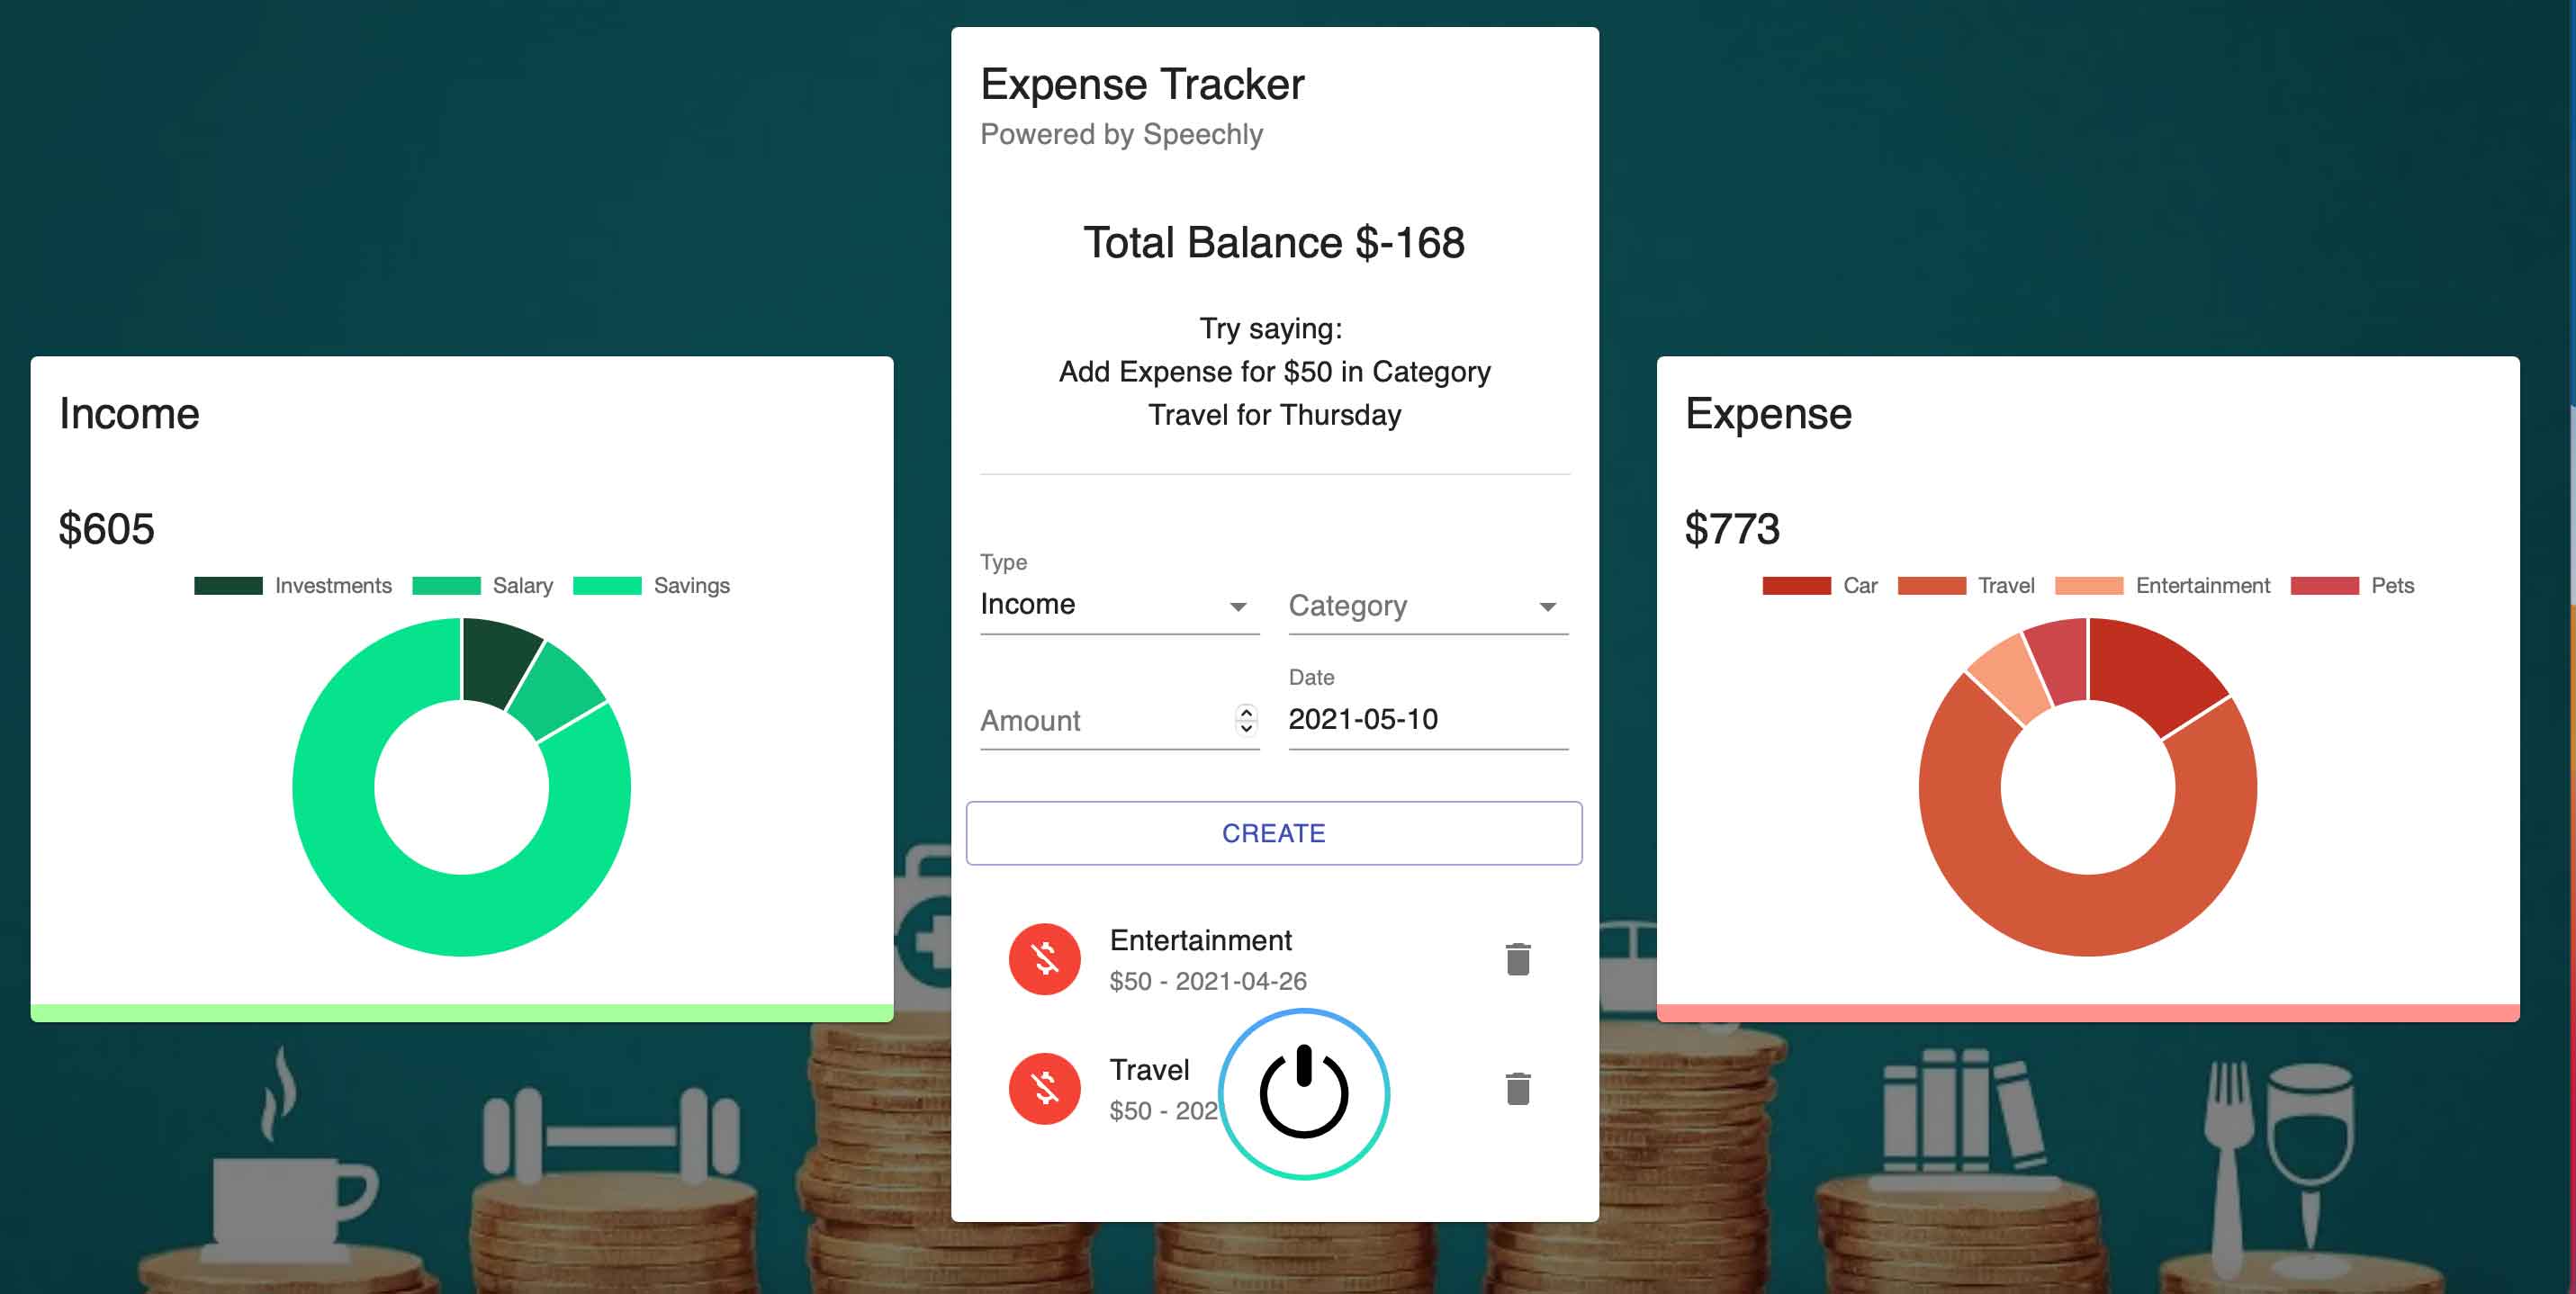 Expense Tracker
Powered by Speechly
Total Balance $-168
Try saying:
Add Expense for $50 in Category
Travel for Thursday
Income
$605
Investments Salary Savings
Type
Income
Category
Amount
Date
2021-05-10
CREATE
Entertainment
$50 - 2021-04-26
Travel
$50 - 202
Expense
$773
Car Travel Entertainment Pets